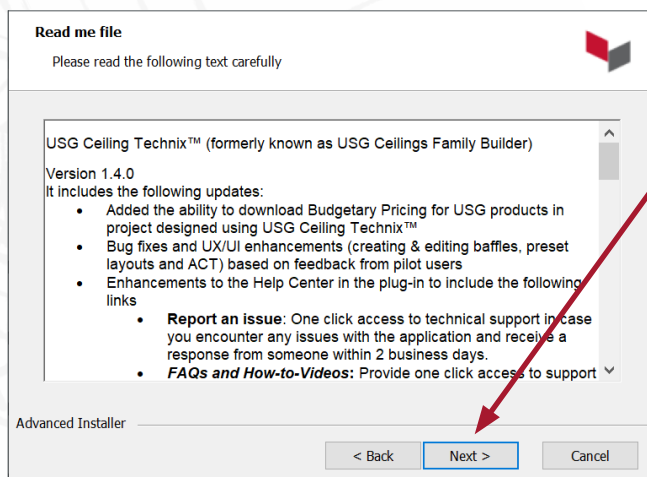 Read me file
Please read the following text carefully
USG Ceiling Technix™ (formerly known as USG Ceilings Family Builder)
Version 1.4.0
It includes the following updates:
• Added the ability to download Budgetary Pricing for USG products in
project designed using USG Ceiling Technix™
• Bug fixes and UX/UI enhancements (creating & editing baffles, preset
layouts and ACT) based on feedback from pilot users
• Enhancements to the Help Center in the plug-in to include the following
links
• Report an issue: One click access to technical support in case
you encounter any issues with the application and receive a
response from someone within 2 business days.
• FAQs and How-to-Videos: Provide one click access to support
Advanced Installer
< Back
Next >
Cancel